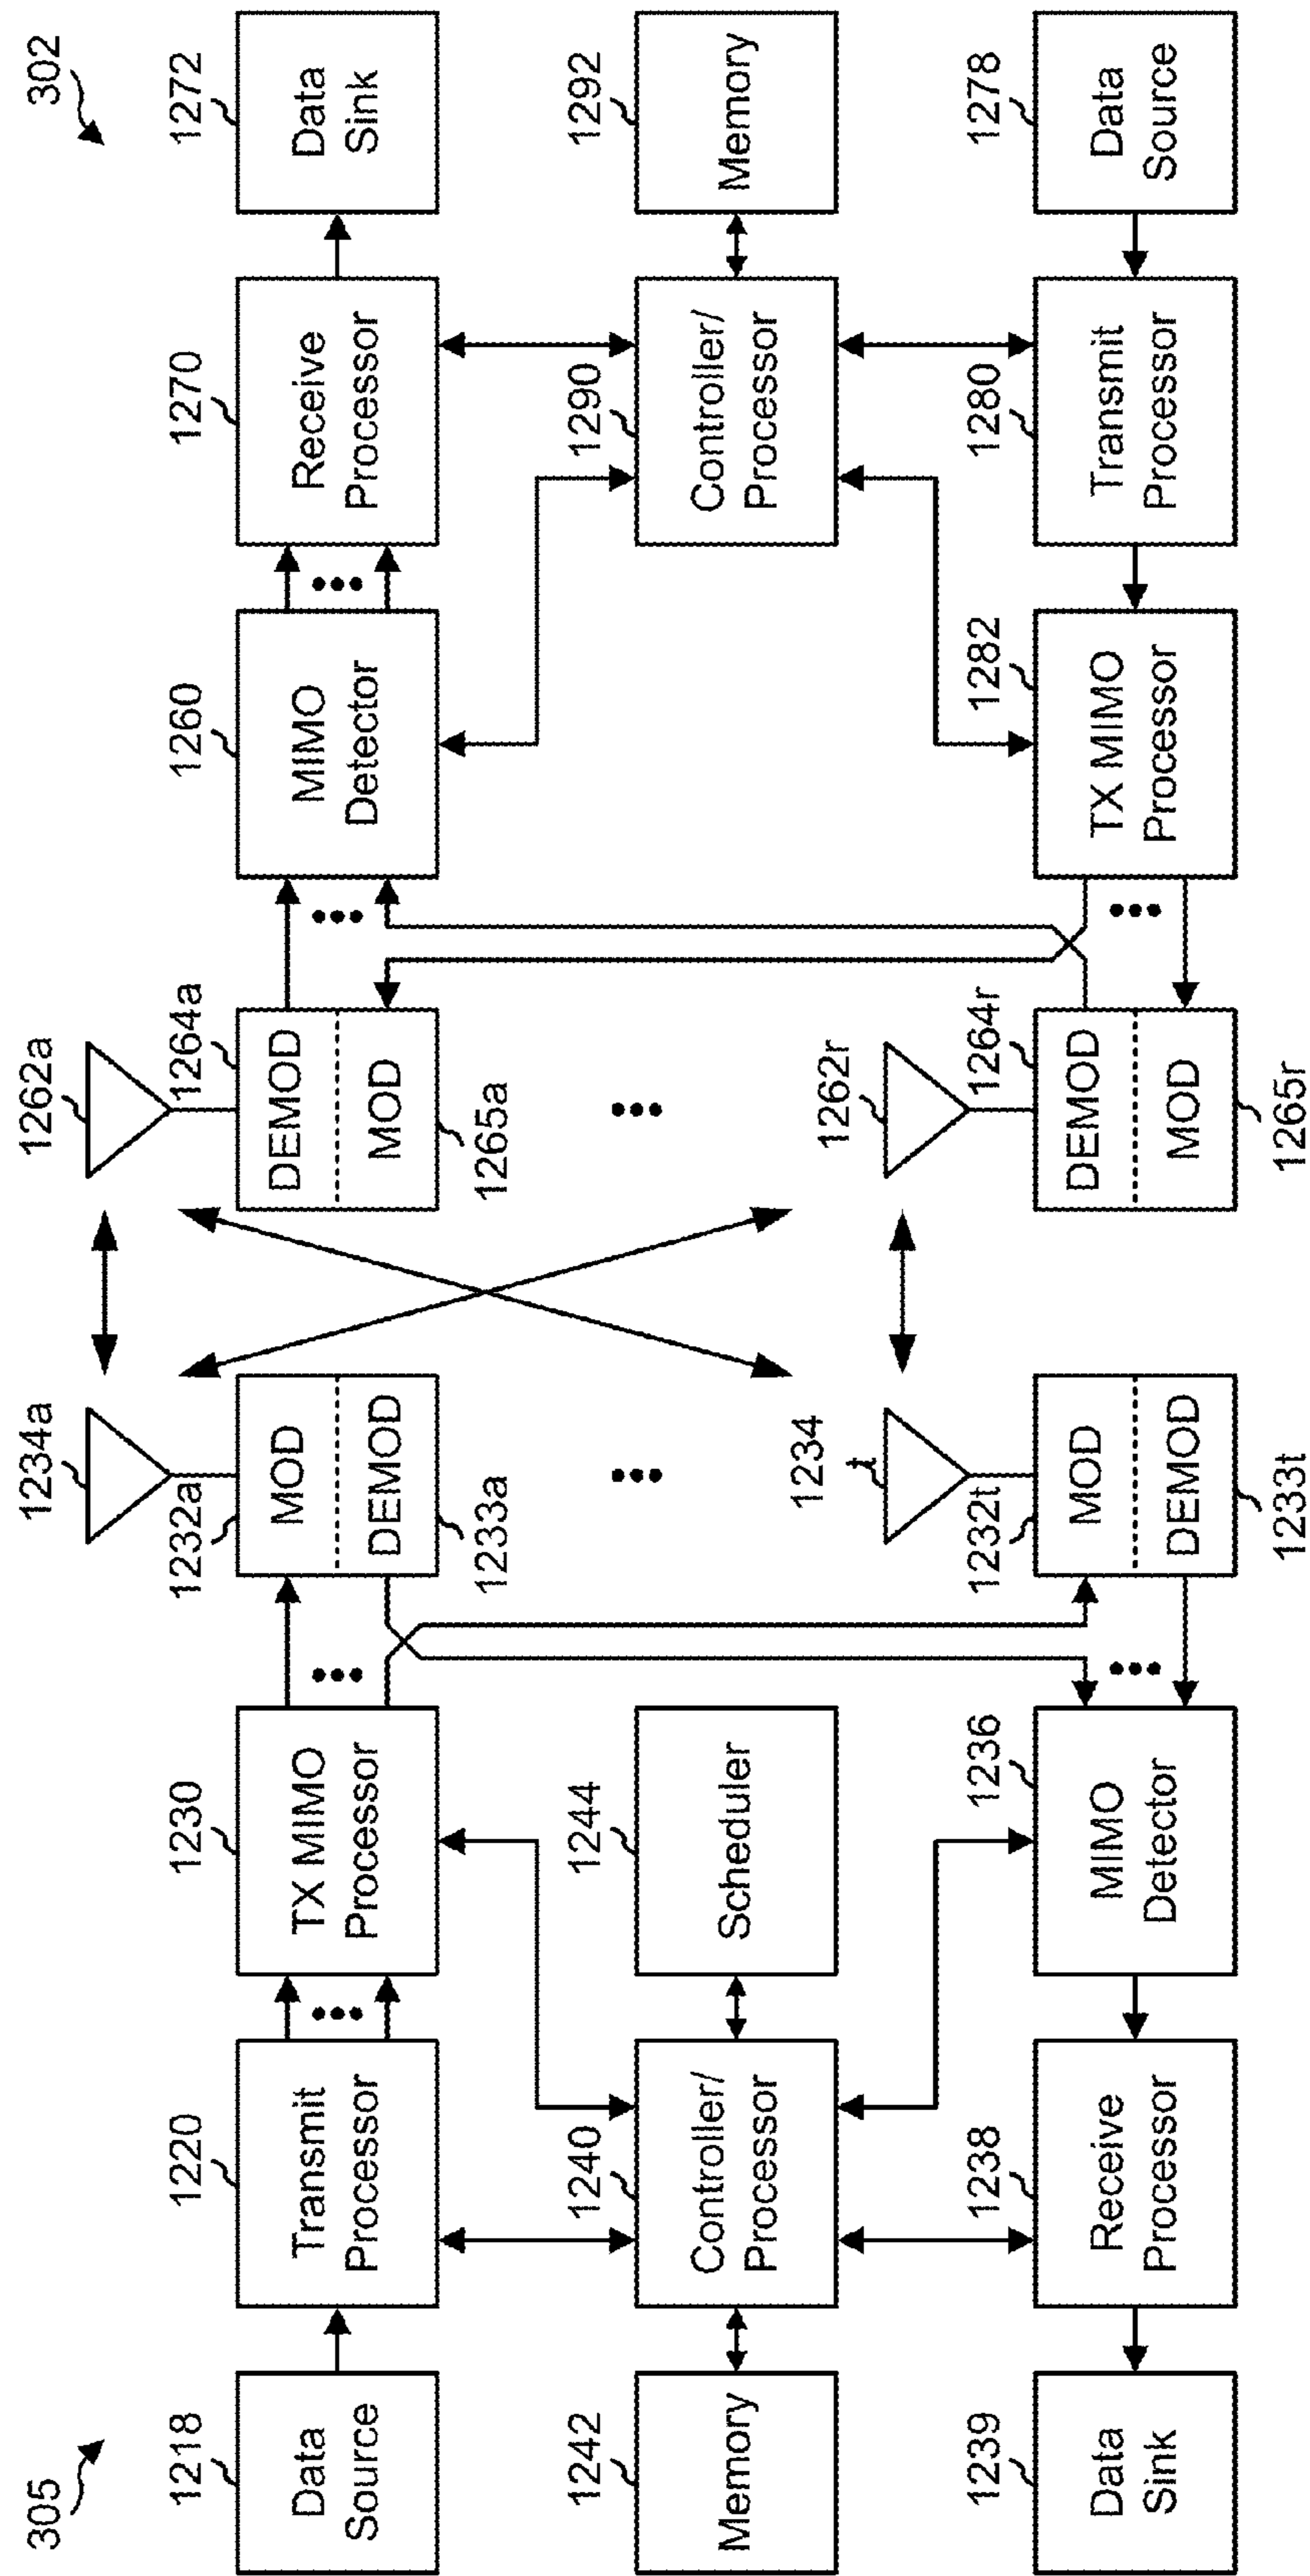 305
302
1218
Data
Source
1220
Transmit
Processor
1230
TX MIMO
Processor
1234a
1232a
MOD
DEMOD
1233a
1262a
1264a
DEMOD
MOD
1265a
1260
MIMO
Detector
1270
Receive
Processor
1272
Data
Sink
1242
Memory
1240
Controller/
Processor
1244
Scheduler
1290
Controller/
Processor
1292
Memory
1239
Data
Sink
1238
Receive
Processor
1236
MIMO
Detector
1234
t
1232t
MOD
DEMOD
1233t
1262r
1264r
DEMOD
MOD
1265r
1282
TX MIMO
Processor
1280
Transmit
Processor
1278
Data
Source